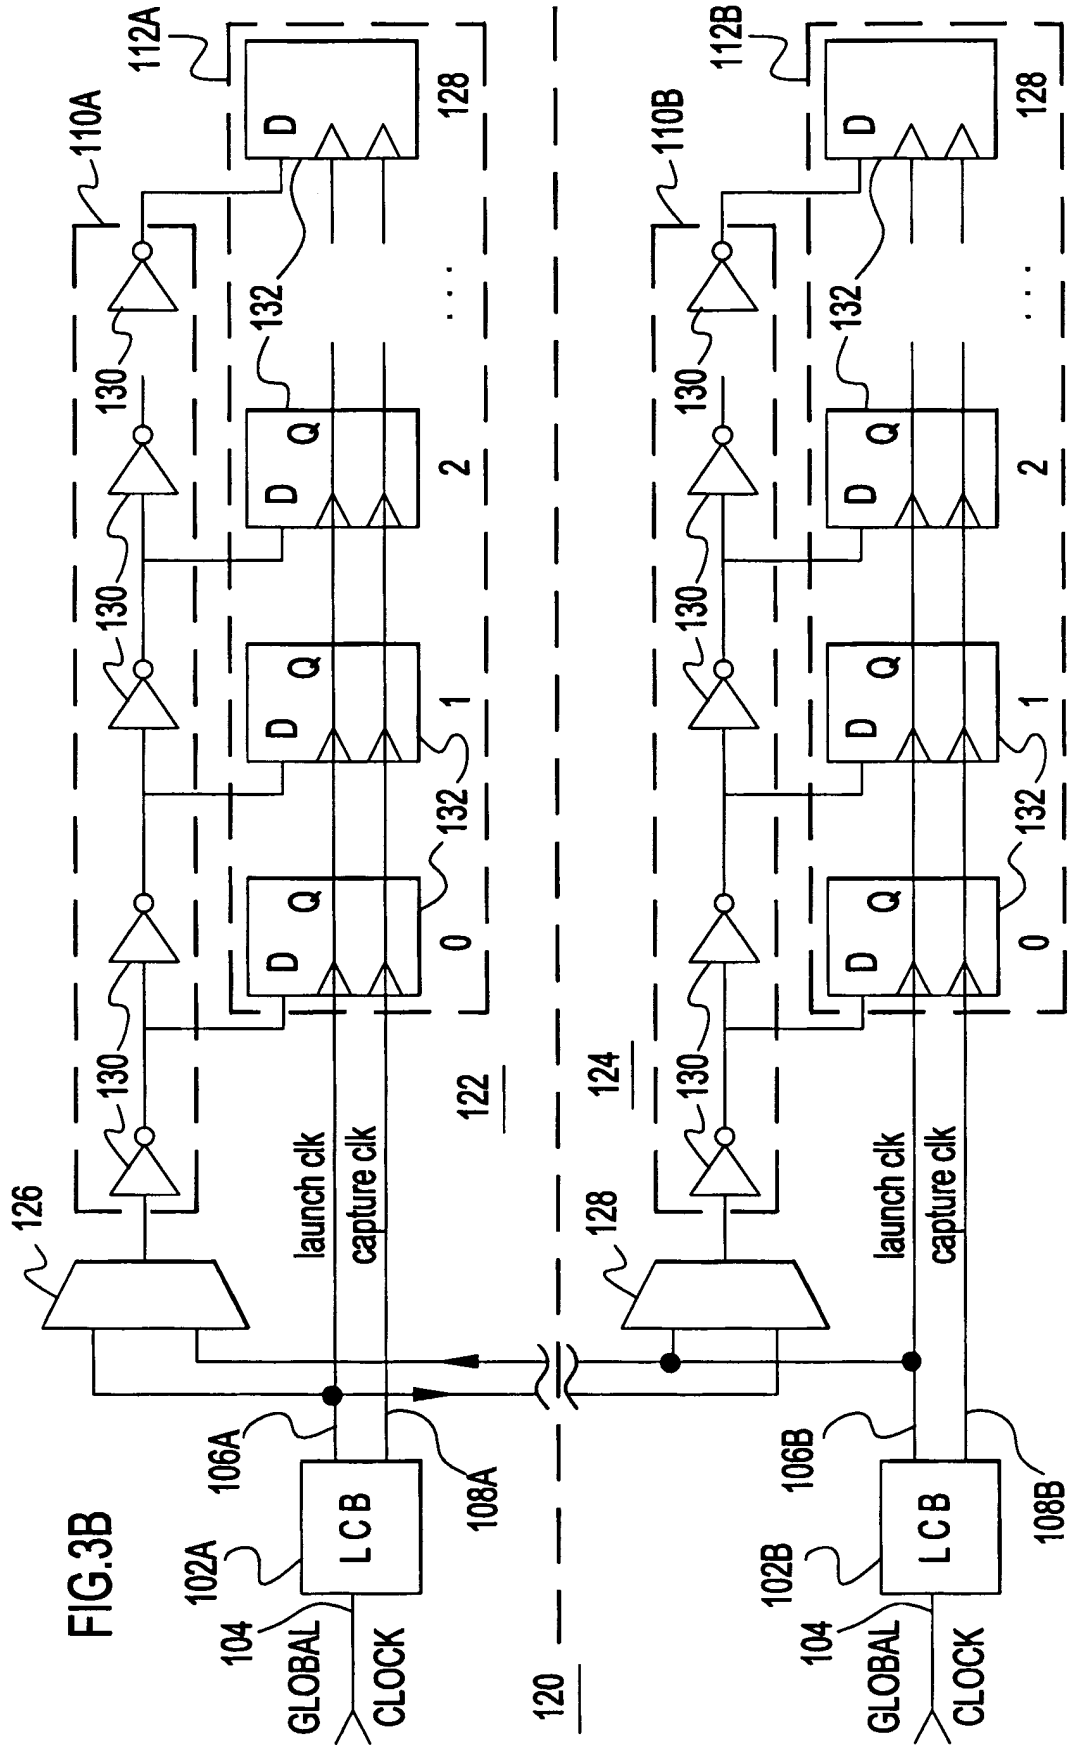 FIG.3B
126
130
130
130
130
110A
112A
D
Q
D
Q
D
Q
D
132
132
0
1
2
. . .
128
102A
104
GLOBAL
CLOCK
LCB
106A
108A
launch clk
capture clk
122
120
124
128
130
130
130
130
110B
112B
D
Q
D
Q
D
Q
D
132
132
0
1
2
. . .
128
102B
104
GLOBAL
CLOCK
LCB
106B
108B
launch clk
capture clk